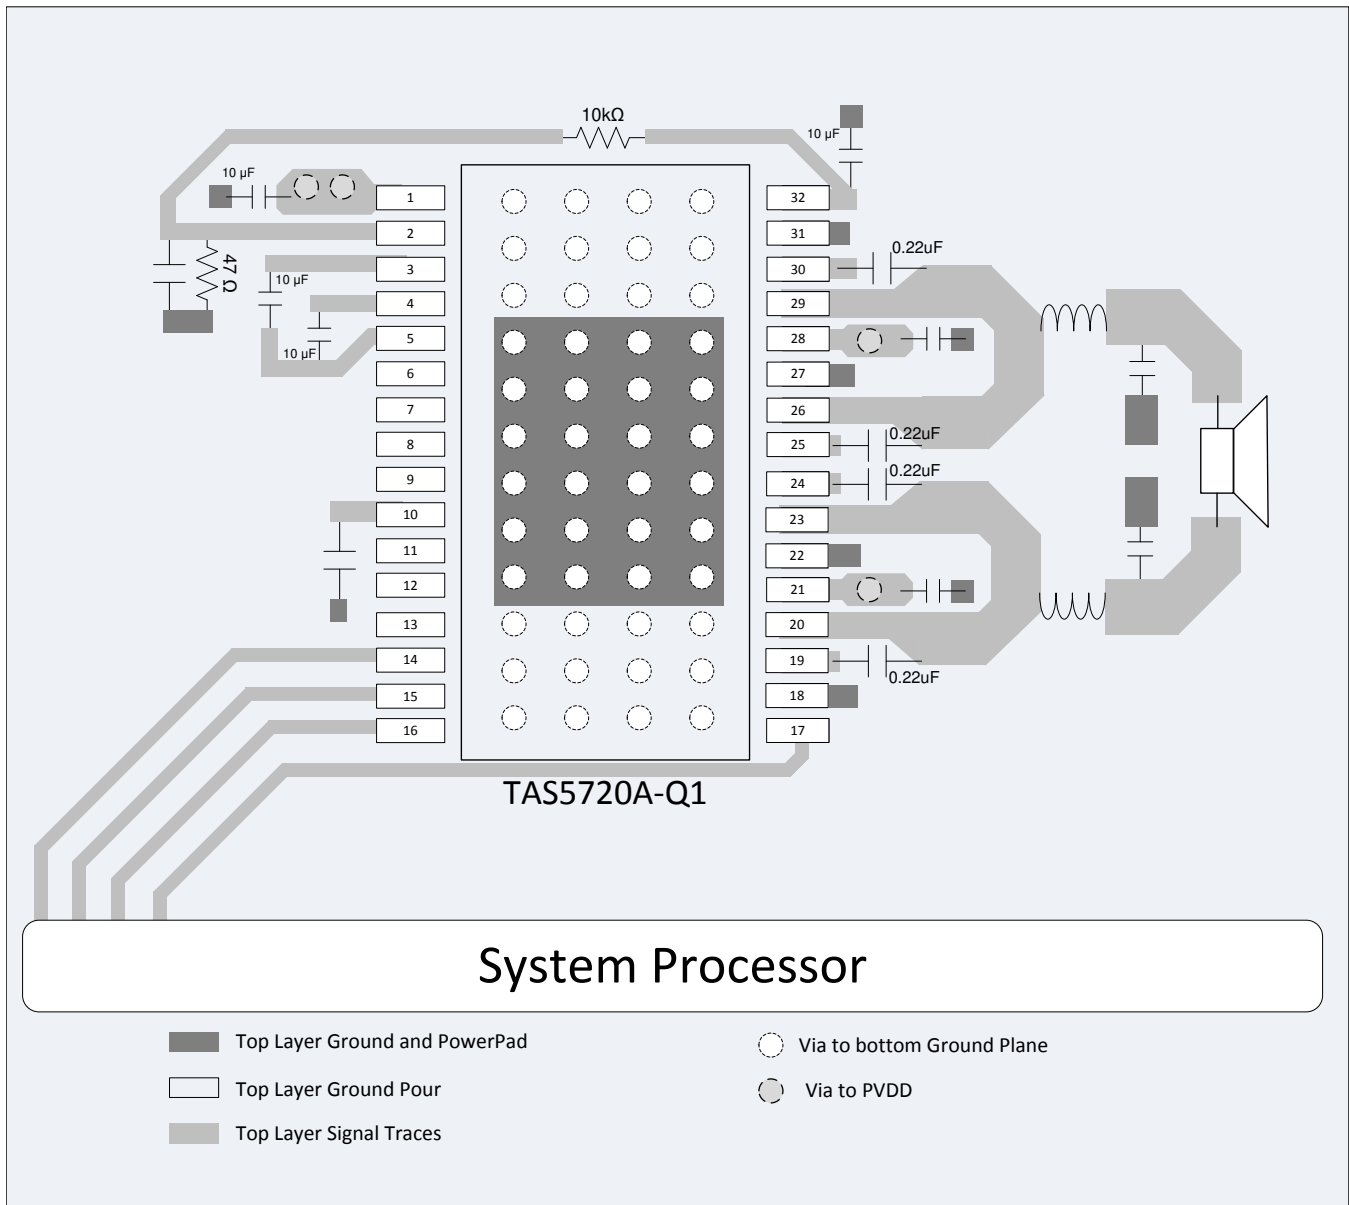 10kΩ
10 µF
10 µF
1
2
3
4
5
6
7
8
9
10
11
12
13
14
15
16
47 Ω
10 µF
10 µF
32
31
30
29
28
27
26
25
24
23
22
21
20
19
18
17
0.22uF
0.22uF
0.22uF
0.22uF
TAS5720A-Q1
System Processor
Top Layer Ground and PowerPad
Top Layer Ground Pour
Top Layer Signal Traces
Via to bottom Ground Plane
Via to PVDD